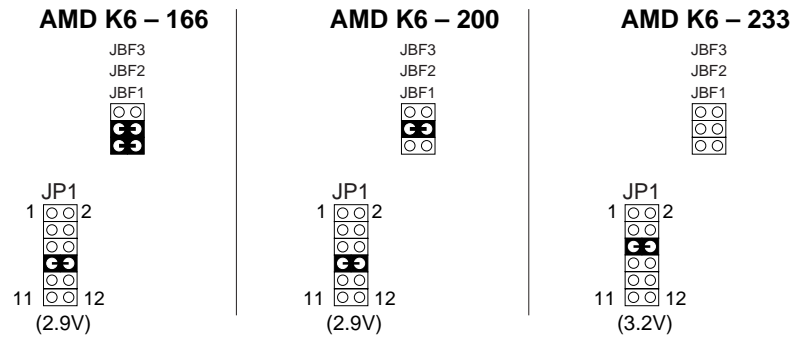 AMD K6 – 166
JBF3
JBF2
JBF1
JP1
1 2
11 12
(2.9V)
AMD K6 – 200
JBF3
JBF2
JBF1
JP1
1 2
11 12
(2.9V)
AMD K6 – 233
JBF3
JBF2
JBF1
JP1
1 2
11 12
(3.2V)